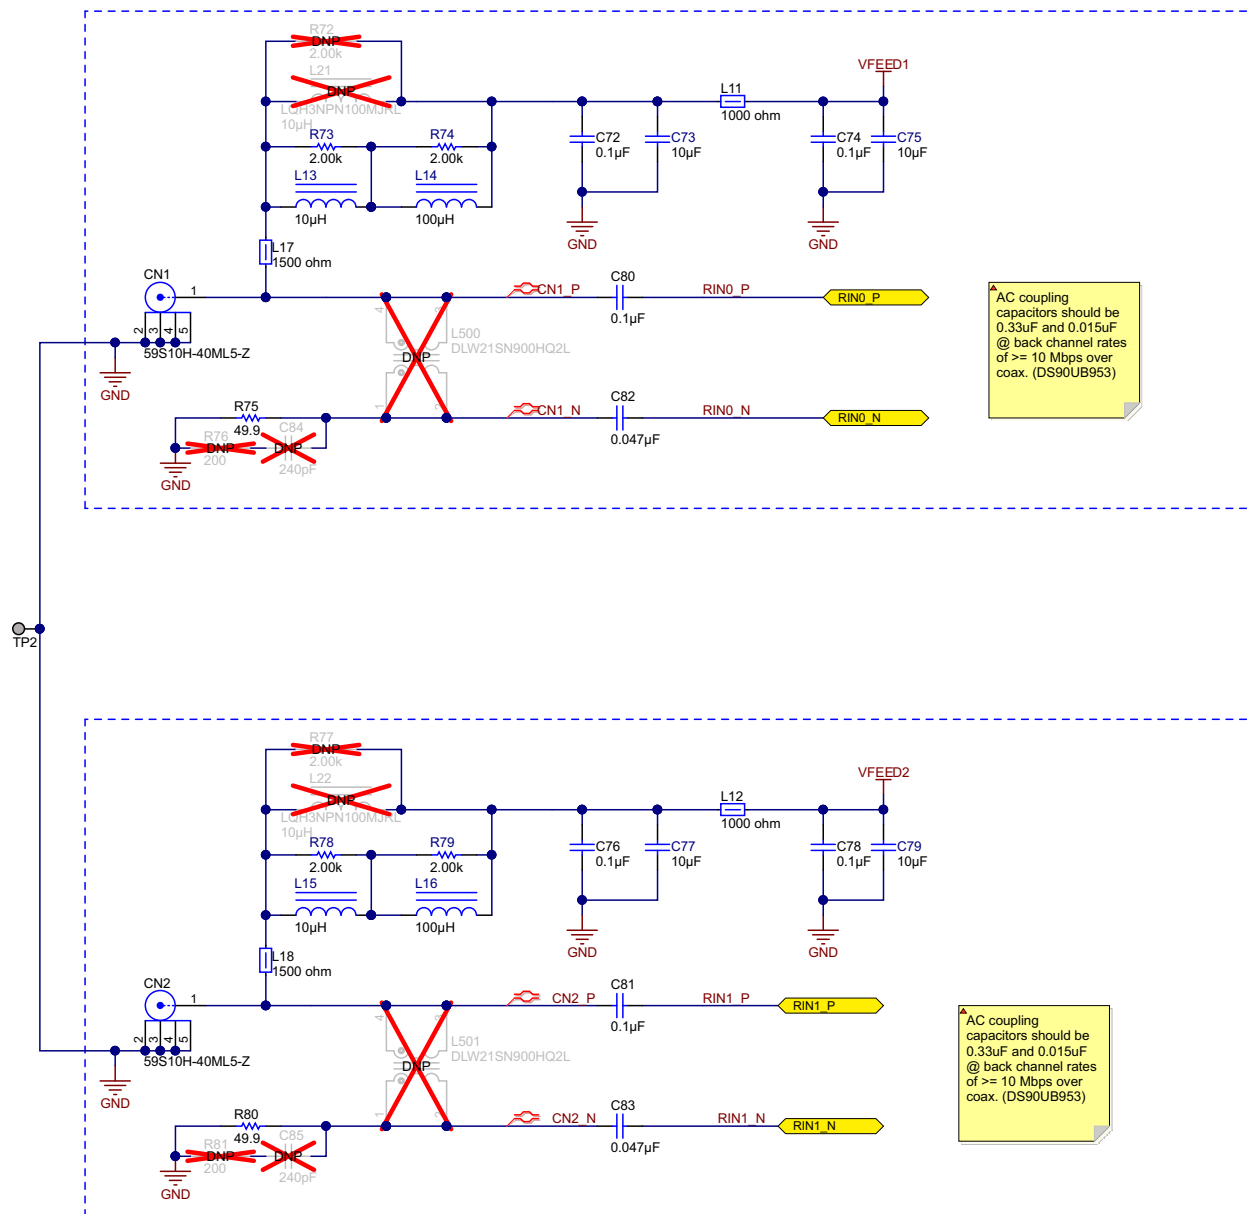 R72
DNP
2.00k
L21
DNP
LQH3NPN100MJRL
10µH
R73
2.00k
R74
2.00k
L13
10µH
L14
100µH
L17
1500 ohm
C72
0.1µF
C73
10µF
L11
1000 ohm
VFEED1
C74
0.1µF
C75
10µF
GND
GND
CN1
1
2
3
4
5
59S10H-40ML5-Z
GND
4
3
L500
DLW21SN900HQ2L
DNP
1
2
CN1_P
C80
0.1µF
RIN0_P
RIN0_P
CN1_N
C82
0.047µF
RIN0_N
RIN0_N
R75
49.9
R76
DNP
200
C84
DNP
240pF
GND
AC coupling
capacitors should be
0.33uF and 0.015uF
@ back channel rates
of >= 10 Mbps over
coax. (DS90UB953)
TP2
R77
DNP
2.00k
L22
DNP
LQH3NPN100MJRL
10µH
R78
2.00k
R79
2.00k
L15
10µH
L16
100µH
L18
1500 ohm
C76
0.1µF
C77
10µF
L12
1000 ohm
VFEED2
C78
0.1µF
C79
10µF
GND
GND
CN2
1
2
3
4
5
59S10H-40ML5-Z
GND
4
3
L501
DLW21SN900HQ2L
DNP
1
2
CN2_P
C81
0.1µF
RIN1_P
RIN1_P
CN2_N
C83
0.047µF
RIN1_N
RIN1_N
R80
49.9
R81
DNP
200
C85
DNP
240pF
GND
AC coupling
capacitors should be
0.33uF and 0.015uF
@ back channel rates
of >= 10 Mbps over
coax. (DS90UB953)